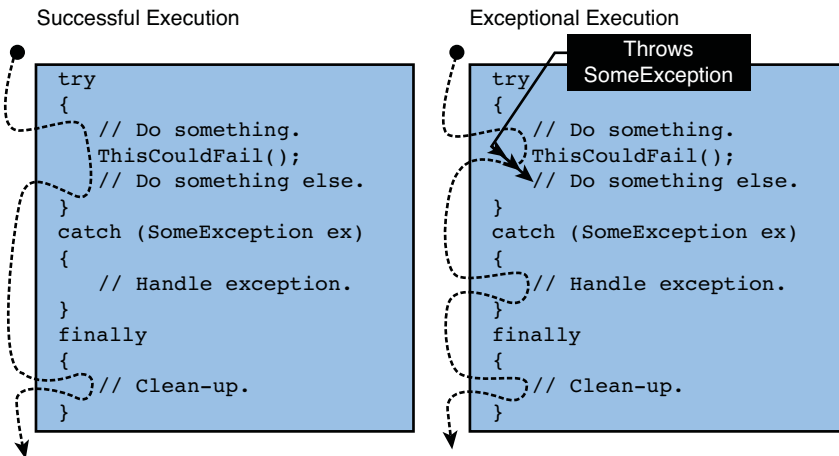 Successful Execution
try
{
// Do something.
ThisCouldFail();
// Do something else.
}
catch (SomeException ex)
{
// Handle exception.
}
finally
{
// Clean-up.
}
Exceptional Execution
Throws
SomeException
try
{
// Do something.
ThisCouldFail();
// Do something else.
}
catch (SomeException ex)
{
// Handle exception.
}
finally
{
// Clean-up.
}